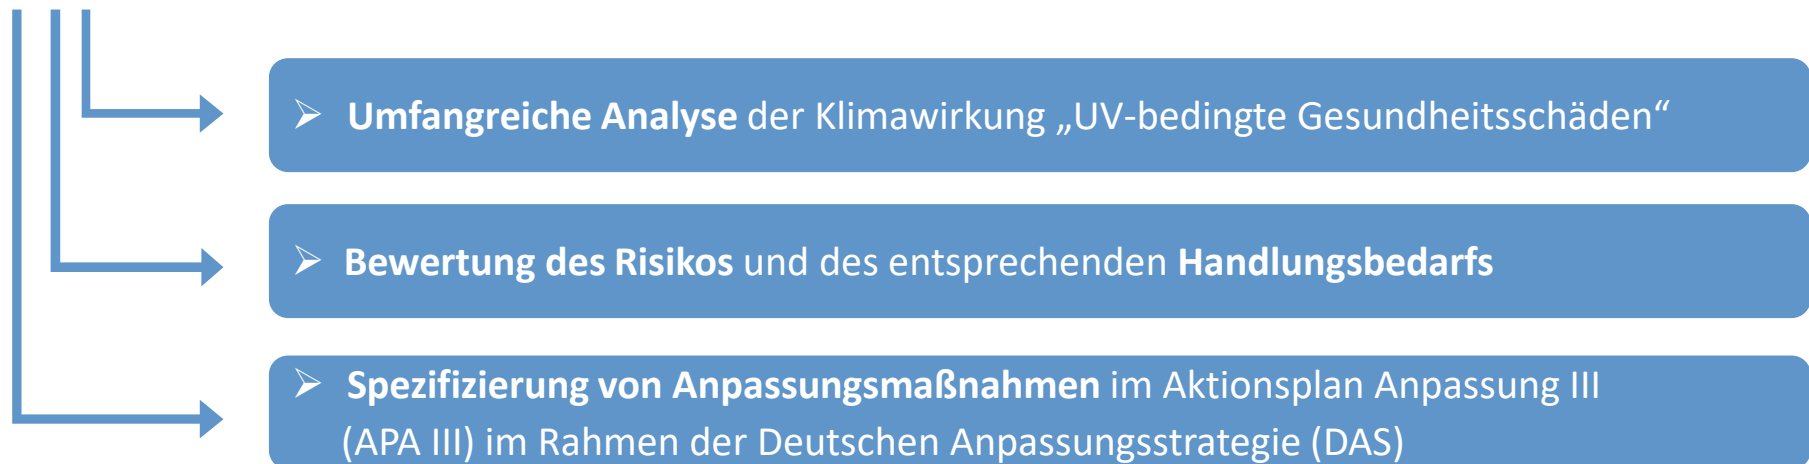 ➢ Umfangreiche Analyse der Klimawirkung „UV-bedingte Gesundheitsschäden“
➢ Bewertung des Risikos und des entsprechenden Handlungsbedarfs
➢ Spezifizierung von Anpassungsmaßnahmen im Aktionsplan Anpassung III
(APA III) im Rahmen der Deutschen Anpassungsstrategie (DAS)